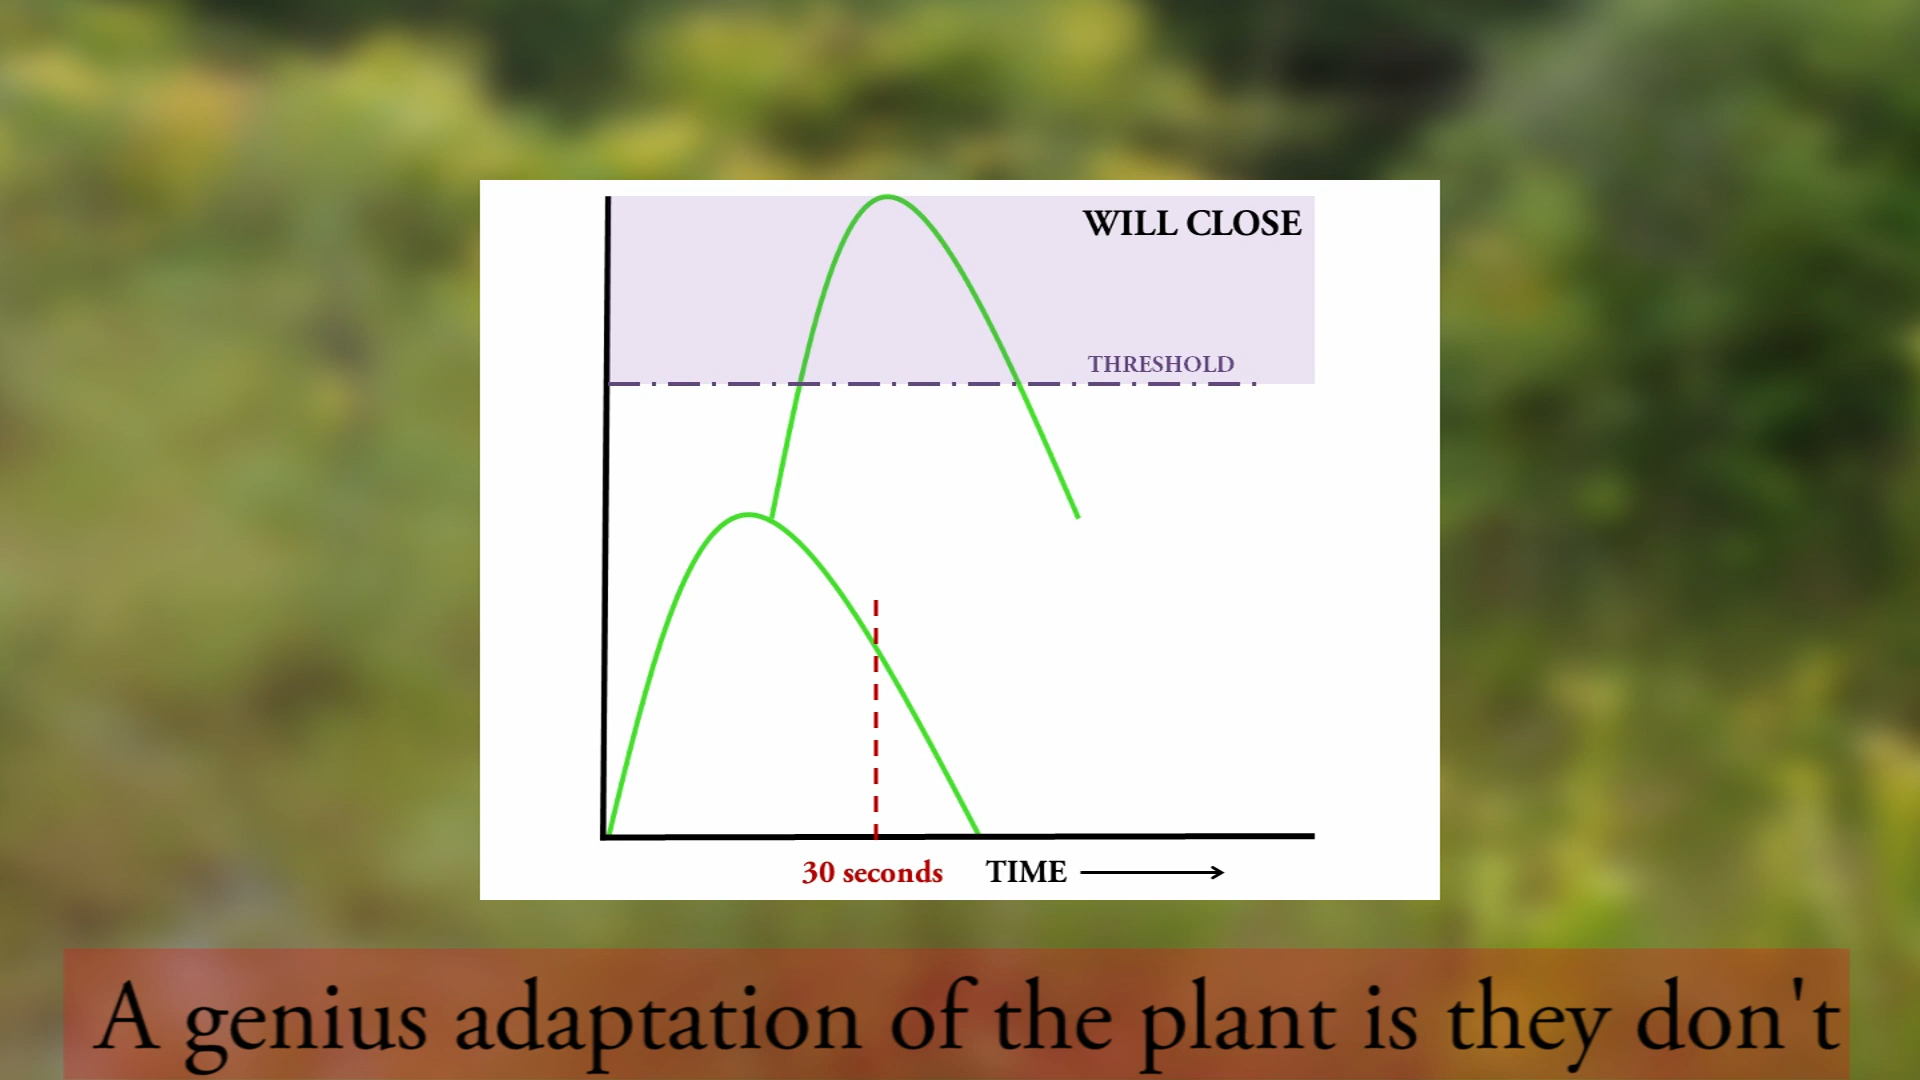 WILL CLOSE
THRESHOLD
30 seconds TIME
A genius adaptation of the plant is they don't